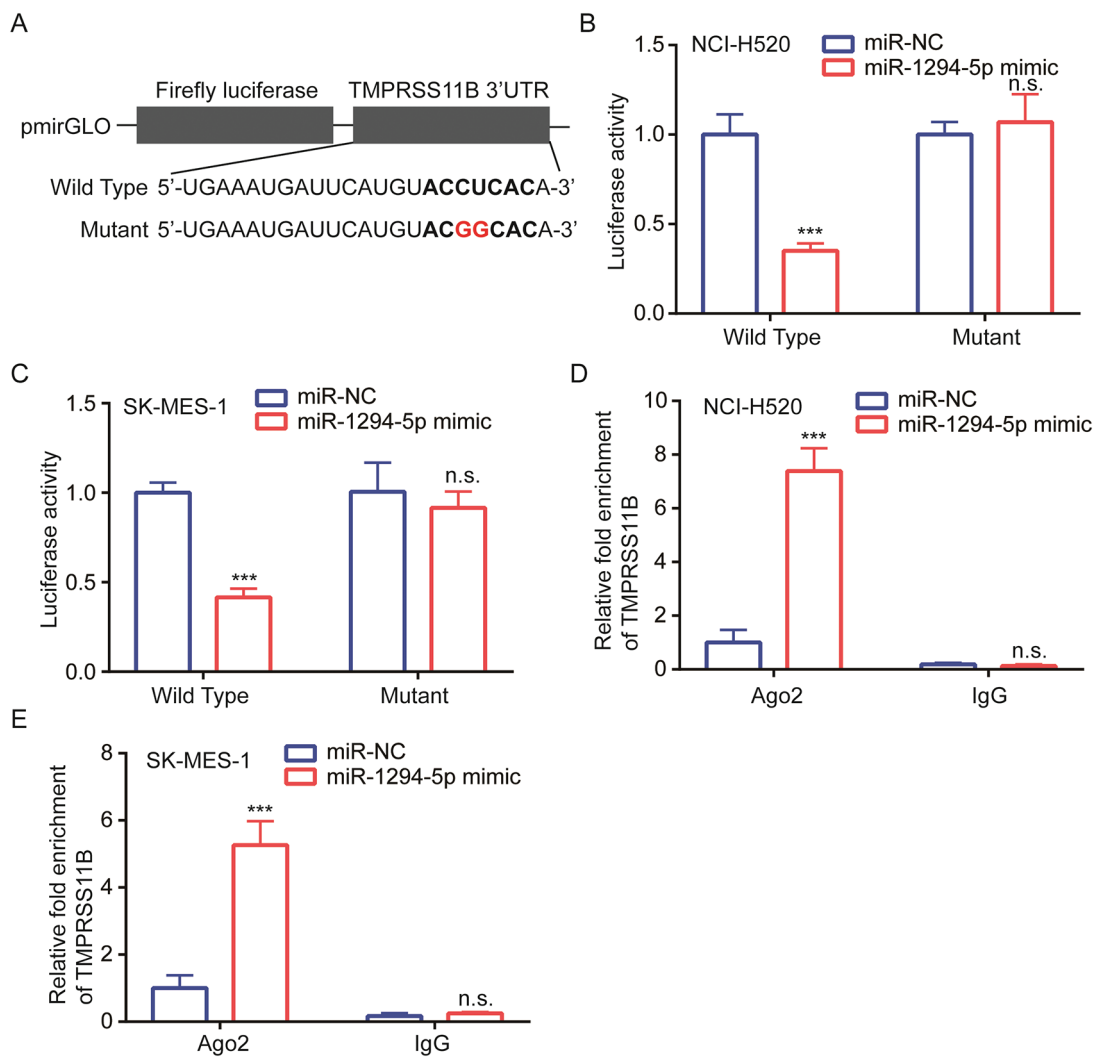 A
Firefly luciferase TMPRSS11B 3’UTR
pmirGLO
Wild Type 5’-UGAAAUGAUUCAUGUACCUCACA-3’
Mutant 5’-UGAAAUGAUUCAUGUACGGCACA-3’
B
NCI-H520
miR-NC
miR-1294-5p mimic
Luciferase activity
1.5
1.0
0.5
0.0
***
n.s.
Wild Type Mutant
C
SK-MES-1
miR-NC
miR-1294-5p mimic
Luciferase activity
1.5
1.0
0.5
0.0
***
n.s.
Wild Type Mutant
D
NCI-H520
miR-NC
miR-1294-5p mimic
Relative fold enrichment
of TMPRSS11B
10
8
6
4
2
0
***
n.s.
Ago2 IgG
E
SK-MES-1
miR-NC
miR-1294-5p mimic
Relative fold enrichment
of TMPRSS11B
8
6
4
2
0
***
n.s.
Ago2 IgG